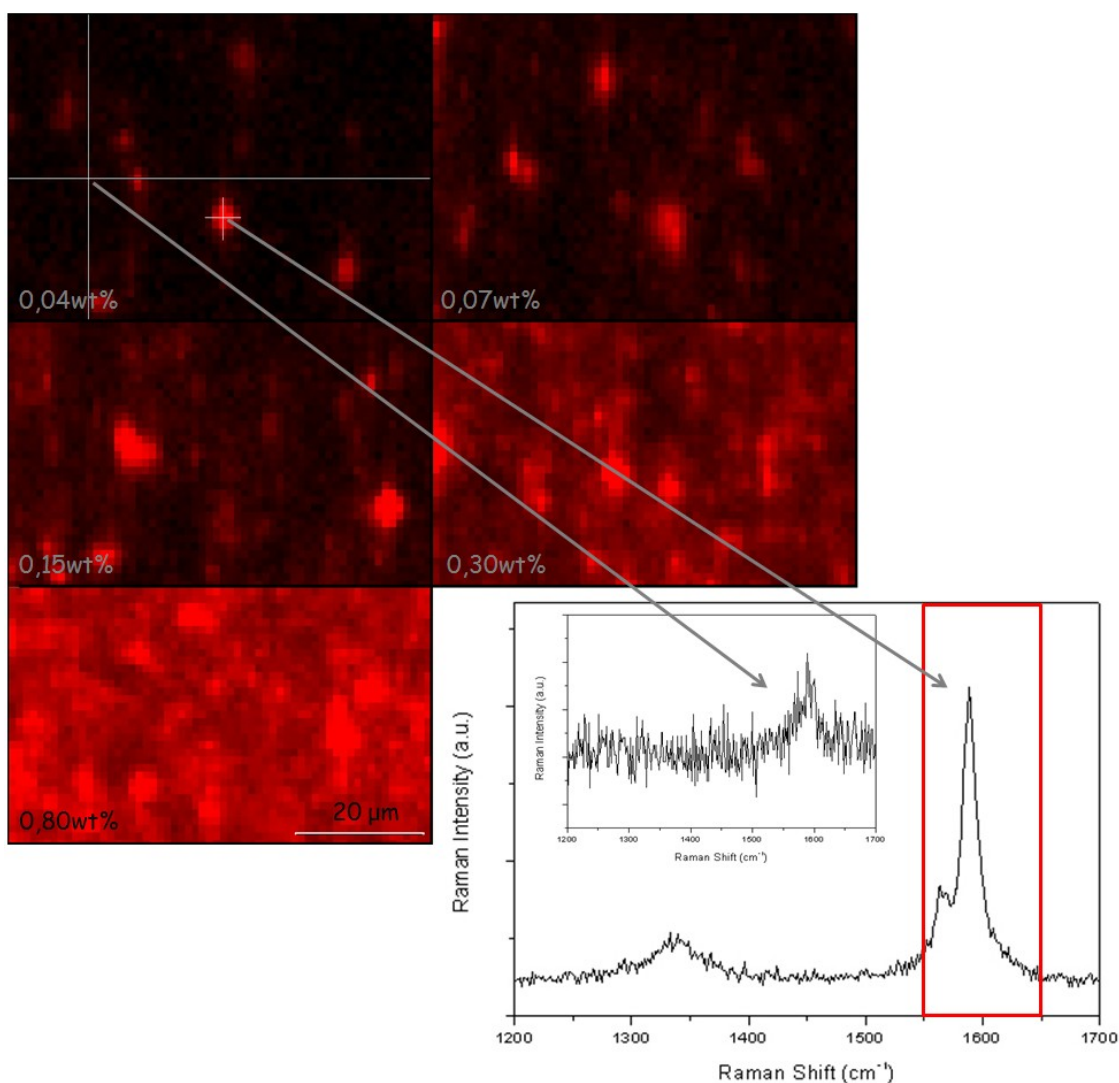 0,04wt%
0,07wt%
0,15wt%
0,30wt%
0,80wt%
20 µm
Raman Intensity (a.u.)
1200 1300 1400 1500 1600 1700
Raman Shift (cm⁻¹)
Raman Intensity (a.u.)
1200 1300 1400 1500 1600 1700
Raman Shift (cm⁻¹)